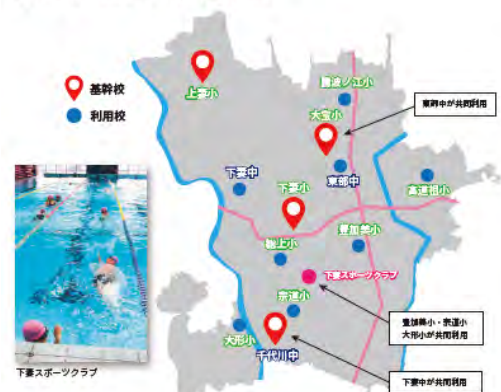 基幹校
利用校
上妻小
騰波ノ江小
大宝小
東部中が共同利用
東部中
下妻中
高道祖小
下妻小
豊加美小
総上小
下妻スポーツクラブ
宗道小
豊加美小・宗道小
大形小が共同利用
大形小
千代川中
下妻中が共同利用
下妻スポーツクラブ